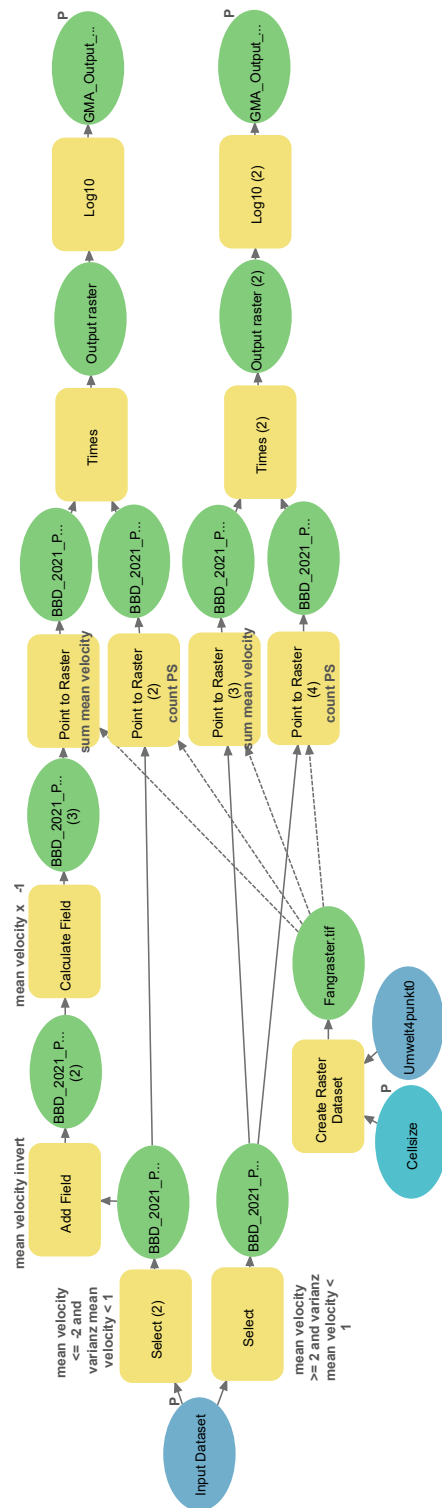 Input Dataset
P
mean velocity
<= -2 and
varianz mean
velocity < 1
Select (2)
BBD_2021_P...
mean velocity invert
Add Field
BBD_2021_P...
(2)
mean velocity x  -1
Calculate Field
BBD_2021_P...
(3)
Point to Raster
sum mean velocity
BBD_2021_P...
Point to Raster
(2)
count PS
BBD_2021_P...
Times
Output raster
Log10
GMA_Output_...
P
Select
mean velocity
>= 2 and varianz
mean velocity <
1
BBD_2021_P...
Point to Raster
(3)
sum mean velocity
BBD_2021_P...
Point to Raster
(4)
count PS
BBD_2021_P...
Times (2)
Output raster (2)
Log10 (2)
GMA_Output_...
P
Cellsize
P
Umwelt4punkt0
Create Raster
Dataset
Fangraster.tif